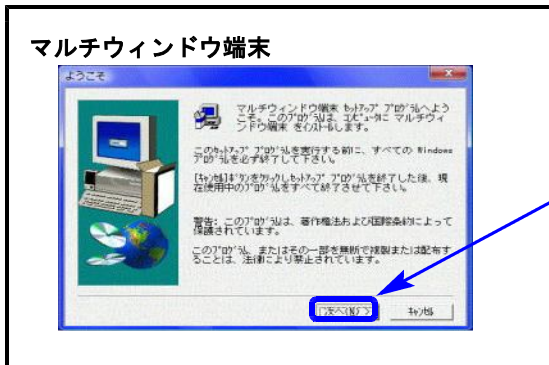 マルチウィンドウ端末
ようこそ
マルチウィンドウ端末 ｾｯﾄｱｯﾌﾟ ﾌﾟﾛｸﾞﾗﾑへよう
こそ。このﾌﾟﾛｸﾞﾗﾑは、ｺﾝﾋﾟｭｰﾀに マルチウィ
ンドウ端末 をｲﾝｽﾄｰﾙします。
このｾｯﾄｱｯﾌﾟ ﾌﾟﾛｸﾞﾗﾑを実行する前に、すべての Windows
ﾌﾟﾛｸﾞﾗﾑを必ず終了して下さい。
[ｷｬﾝｾﾙ]ﾎﾞﾀﾝをｸﾘｯｸしｾｯﾄｱｯﾌﾟ ﾌﾟﾛｸﾞﾗﾑを終了した後、現
在使用中のﾌﾟﾛｸﾞﾗﾑをすべて終了させて下さい。
警告: このﾌﾟﾛｸﾞﾗﾑは、著作権法および国際条約によって
保護されています。
このﾌﾟﾛｸﾞﾗﾑ、またはその一部を無断で複製または配布す
ることは、法律により禁止されています。
次へ(N) >
ｷｬﾝｾﾙ